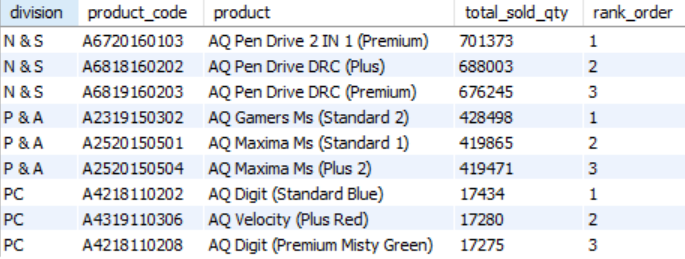 division product_code product total_sold_qty rank_order
N & S A6720160103 AQ Pen Drive 2 IN 1 (Premium) 701373 1
N & S A6818160202 AQ Pen Drive DRC (Plus) 688003 2
N & S A6819160203 AQ Pen Drive DRC (Premium) 676245 3
P & A A2319150302 AQ Gamers Ms (Standard 2) 428498 1
P & A A2520150501 AQ Maxima Ms (Standard 1) 419865 2
P & A A2520150504 AQ Maxima Ms (Plus 2) 419471 3
PC A4218110202 AQ Digit (Standard Blue) 17434 1
PC A4319110306 AQ Velocity (Plus Red) 17280 2
PC A4218110208 AQ Digit (Premium Misty Green) 17275 3